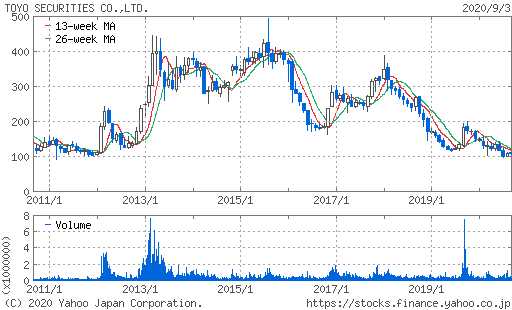 TOYO SECURITIES CO.,LTD. 2020/9/3
500
13-week MA
26-week MA
400
300
200
100
0
2011/1 2013/1 2015/1 2017/1 2019/1
8
Volume
6
4
2
0
(x1000000)
2011/1 2013/1 2015/1 2017/1 2019/1
(C) 2020 Yahoo Japan Corporation. https://stocks.finance.yahoo.co.jp/